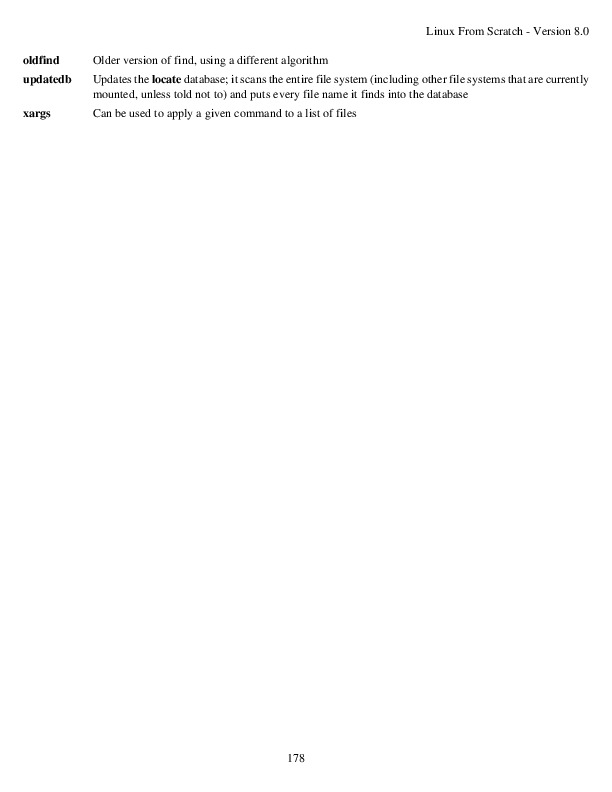 Linux From Scratch - Version 8.0
oldfind Older version of find, using a different algorithm
updatedb Updates the locate database; it scans the entire file system (including other file systems that are currently
mounted, unless told not to) and puts every file name it finds into the database
xargs Can be used to apply a given command to a list of files
178